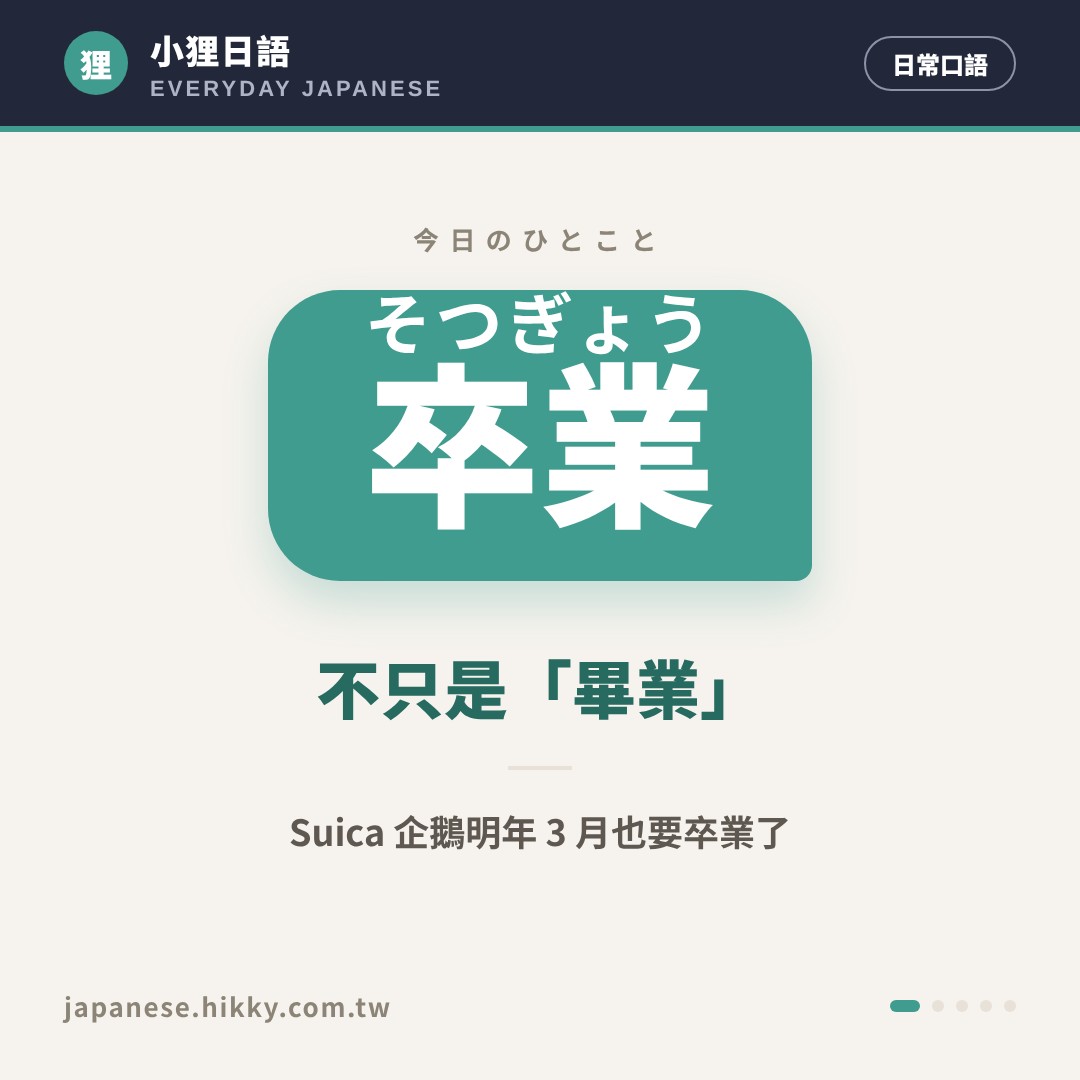 狸
小狸日語
EVERYDAY JAPANESE
日常口語
今日のひとこと
そつぎょう
卒業
不只是「畢業」
Suica 企鵝明年 3 月也要卒業了
japanese.hikky.com.tw